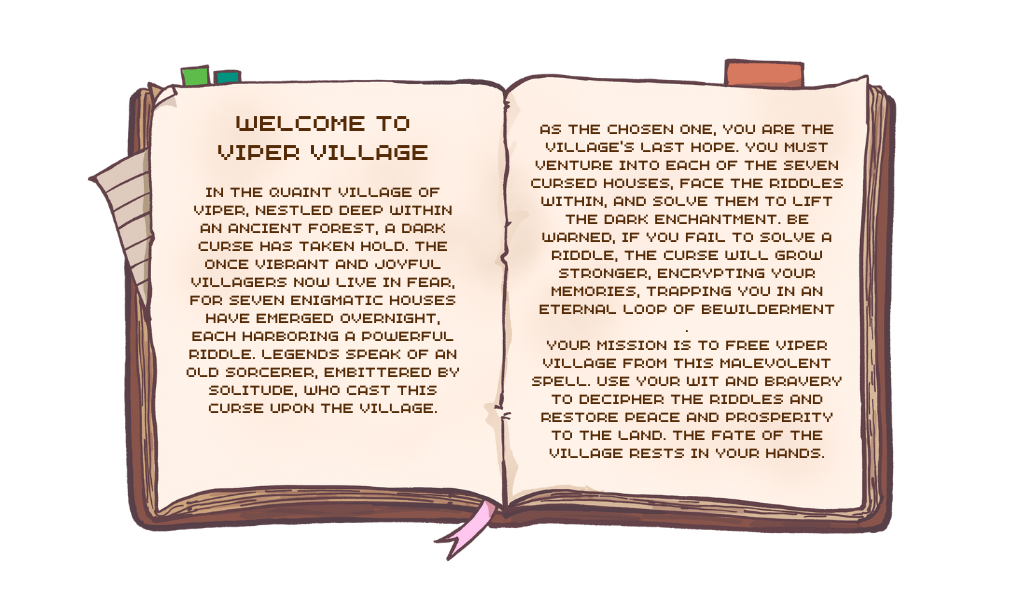 WELCOME TO
VIPER VILLAGE
IN THE QUAINT VILLAGE OF
VIPER, NESTLED DEEP WITHIN
AN ANCIENT FOREST, A DARK
CURSE HAS TAKEN HOLD. THE
ONCE VIBRANT AND JOYFUL
VILLAGERS NOW LIVE IN FEAR,
FOR SEVEN ENIGMATIC HOUSES
HAVE EMERGED OVERNIGHT,
EACH HARBORING A POWERFUL
RIDDLE. LEGENDS SPEAK OF AN
OLD SORCERER, EMBITTERED BY
SOLITUDE, WHO CAST THIS
CURSE UPON THE VILLAGE.
AS THE CHOSEN ONE, YOU ARE THE
VILLAGE'S LAST HOPE. YOU MUST
VENTURE INTO EACH OF THE SEVEN
CURSED HOUSES, FACE THE RIDDLES
WITHIN, AND SOLVE THEM TO LIFT
THE DARK ENCHANTMENT. BE
WARNED, IF YOU FAIL TO SOLVE A
RIDDLE, THE CURSE WILL GROW
STRONGER, ENCRYPTING YOUR
MEMORIES, TRAPPING YOU IN AN
ETERNAL LOOP OF BEWILDERMENT
.
YOUR MISSION IS TO FREE VIPER
VILLAGE FROM THIS MALEVOLENT
SPELL. USE YOUR WIT AND BRAVERY
TO DECIPHER THE RIDDLES AND
RESTORE PEACE AND PROSPERITY
TO THE LAND. THE FATE OF THE
VILLAGE RESTS IN YOUR HANDS.